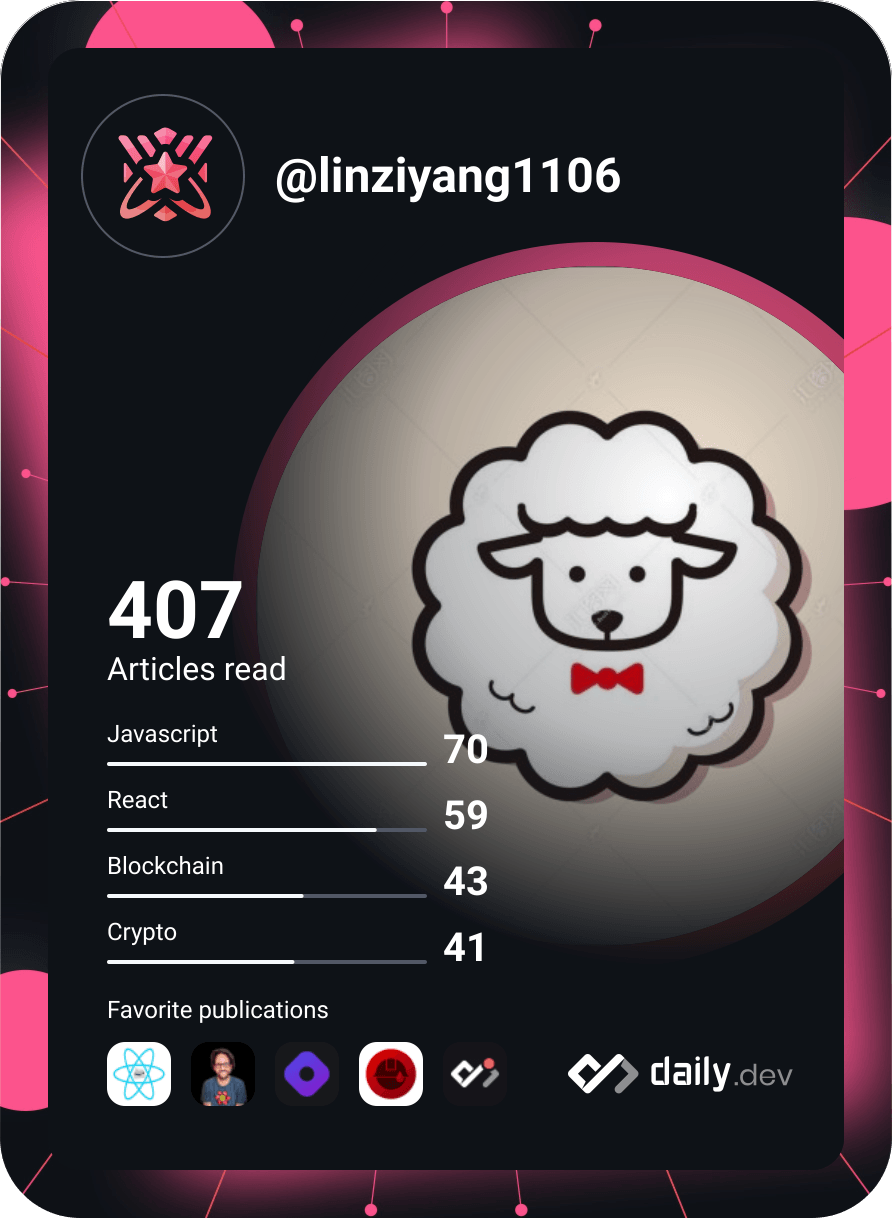 @linziyang1106
407
Articles read
Javascript
70
React
59
Blockchain
43
Crypto
41
Favorite publications
daily.dev